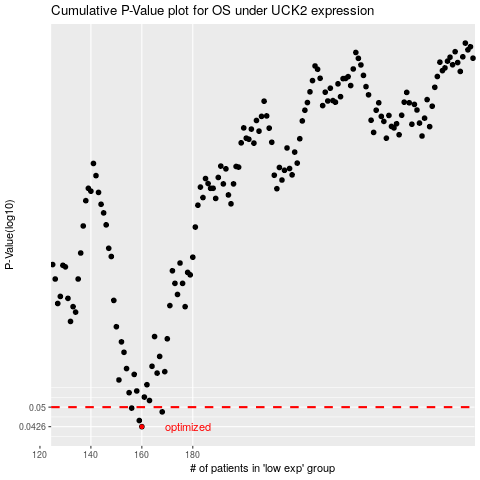 Cumulative P-Value plot for OS under UCK2 expression
P-Value(log10)
0.05
0.0426
optimized
120 140 160 180
# of patients in 'low exp' group